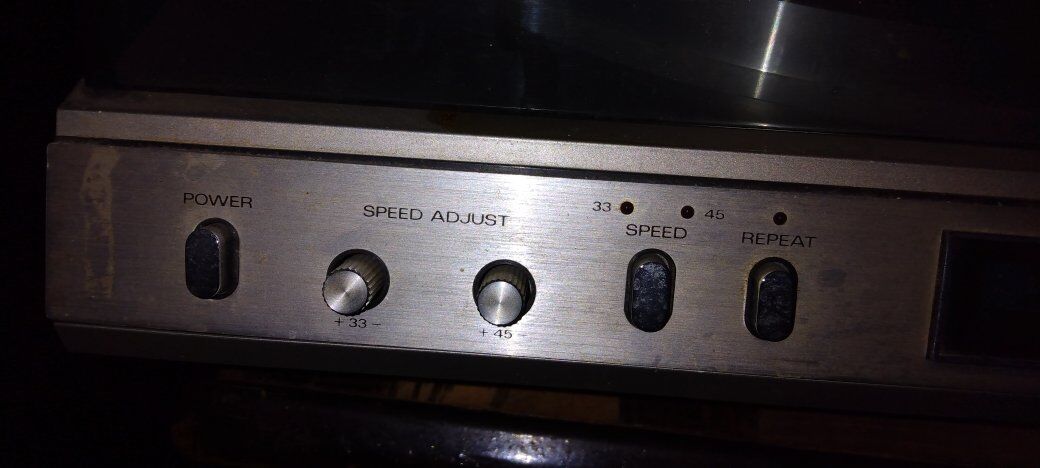 POWER
SPEED ADJUST
+ 33 -
+ 45 -
33 45
SPEED
REPEAT